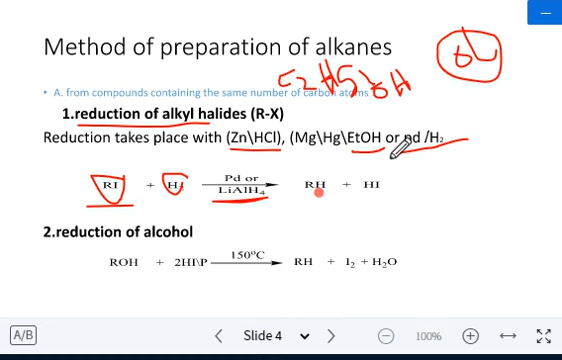 Method of preparation of alkanes
ol
C2H5OH
• A. from compounds containing the same number of carbon atoms
1.reduction of alkyl halides (R-X)
Reduction takes place with (Zn\HCl), (Mg\Hg\EtOH or pd /H2
RI + H2 Pd or LiAlH4 RH + HI
2.reduction of alcohol
ROH + 2HI\P 150°C RH + I2 + H2O
A/B Slide 4 100%